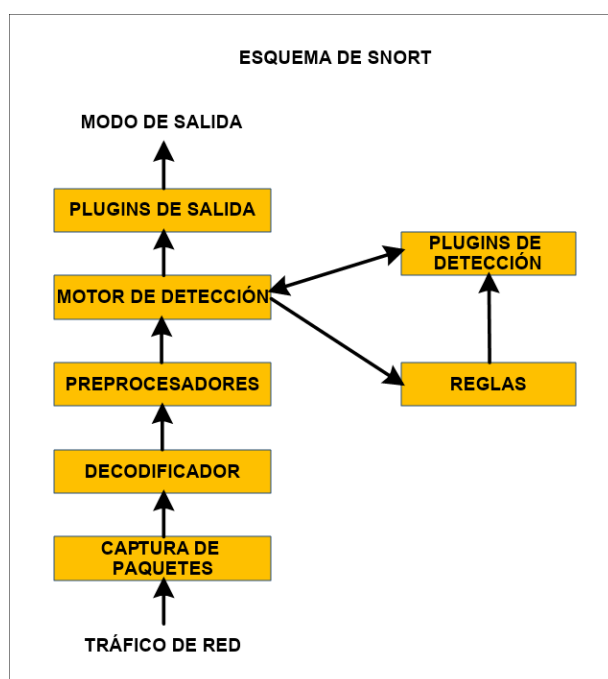 ESQUEMA DE SNORT
MODO DE SALIDA
PLUGINS DE SALIDA
PLUGINS DE
DETECCIÓN
MOTOR DE DETECCIÓN
PREPROCESADORES
REGLAS
DECODIFICADOR
CAPTURA DE
PAQUETES
TRÁFICO DE RED